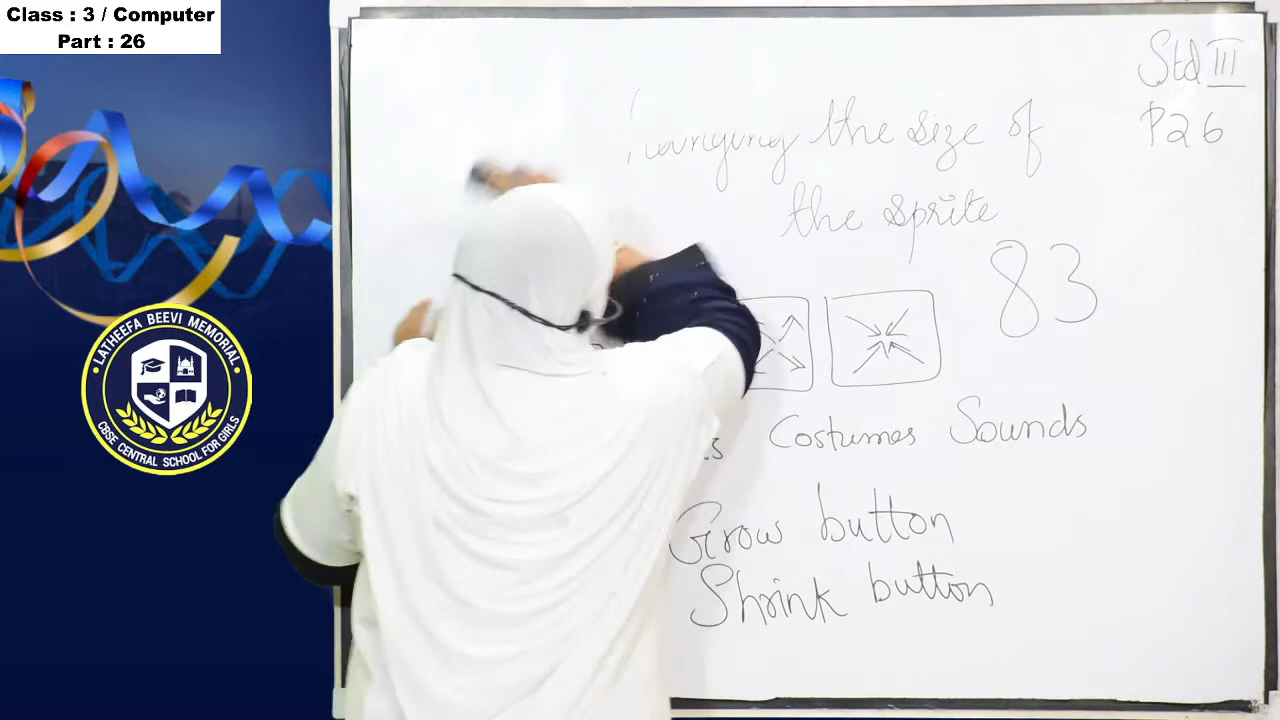 Class : 3 / Computer
Part : 26
Std III
P26
the size of
the sprite
83
Costumes Sounds
Grow button
Shrink button
LATHEEFA BEEVI MEMORIAL
CBSE CENTRAL SCHOOL FOR GIRLS